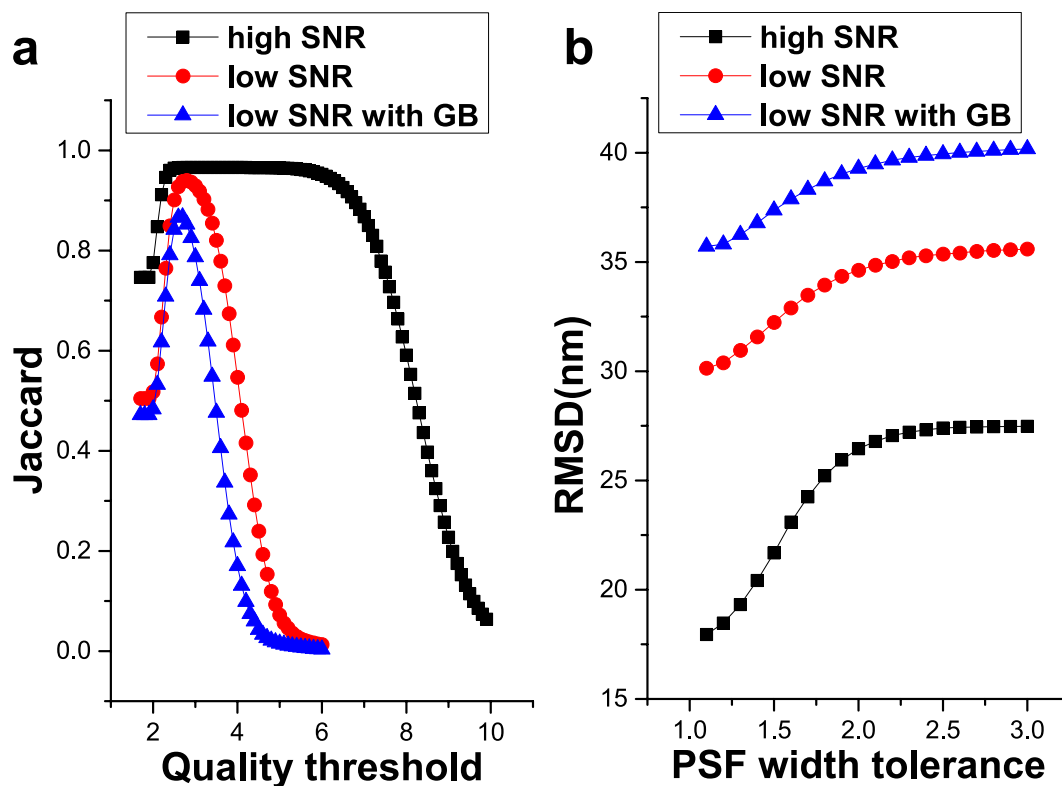 a
high SNR
low SNR
low SNR with GB
1.0
0.8
0.6
0.4
0.2
0.0
Jaccard
2
4
6
8
10
Quality threshold
b
high SNR
low SNR
low SNR with GB
40
35
30
25
20
15
RMSD(nm)
1.0
1.5
2.0
2.5
3.0
PSF width tolerance